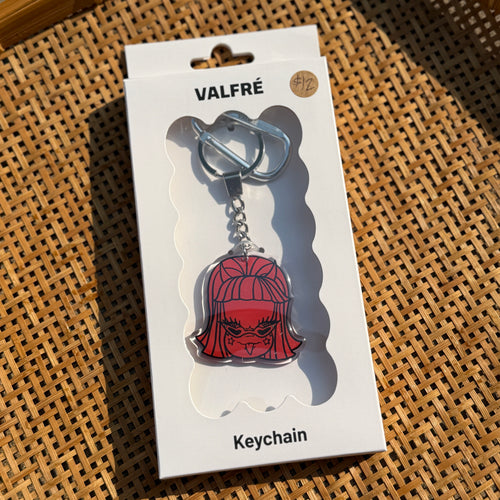 VALFRÉ
$12
Keychain